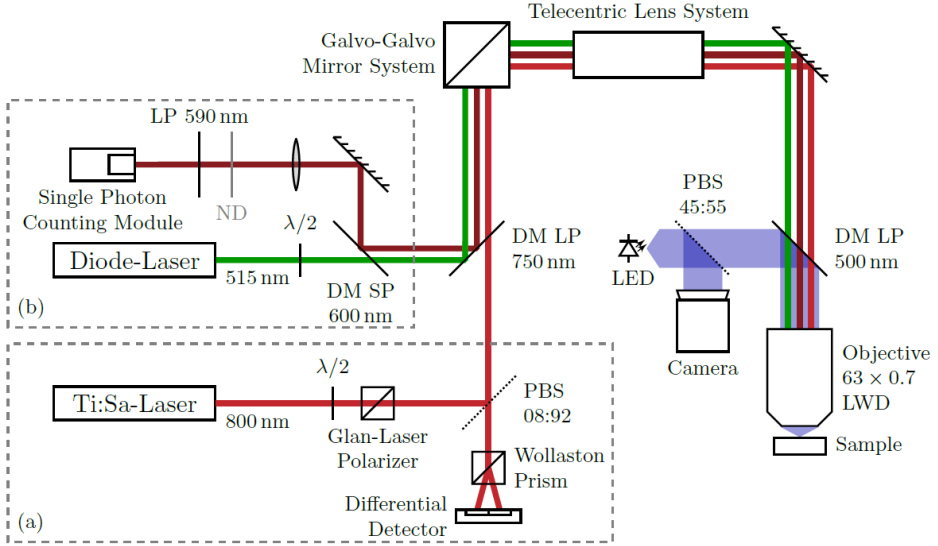 Telecentric Lens System
Galvo-Galvo
Mirror System
LP 590 nm
Single Photon
Counting Module
ND
λ/2
Diode-Laser
515 nm
DM SP
600 nm
(b)
DM LP
750 nm
PBS
45:55
LED
DM LP
500 nm
Camera
Objective
63 × 0.7
LWD
Sample
λ/2
Ti:Sa-Laser
800 nm
Glan-Laser
Polarizer
PBS
08:92
Wollaston
Prism
Differential
Detector
(a)